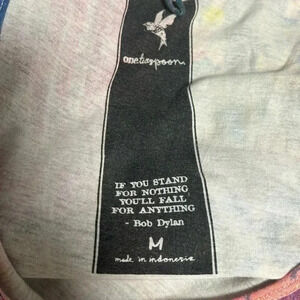 oneteaspoon.
IF YOU STAND
FOR NOTHING
YOU'LL FALL
FOR ANYTHING
- Bob Dylan
M
made in indonesia